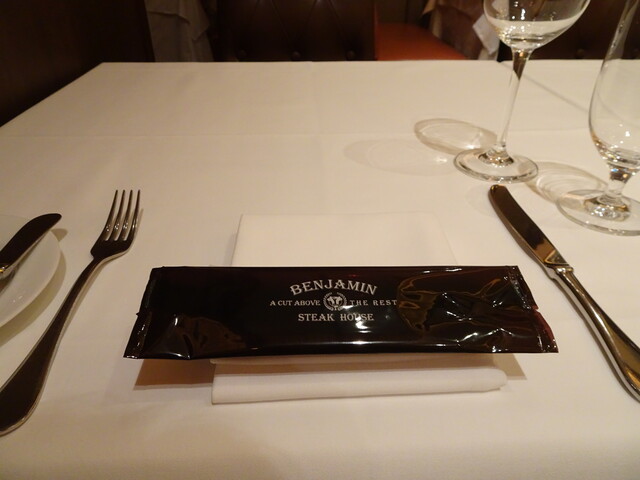 BENJAMIN
A CUT ABOVE THE REST
STEAK HOUSE